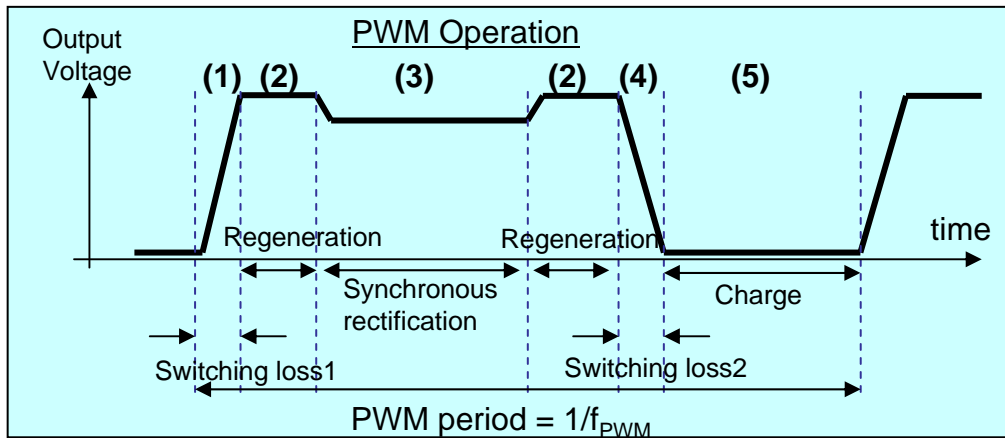 PWM Operation
Output
Voltage
(1) (2) (3) (2) (4) (5)
time
Regeneration
Regeneration
Synchronous
rectification
Charge
Switching loss1
Switching loss2
PWM period = 1/fPWM